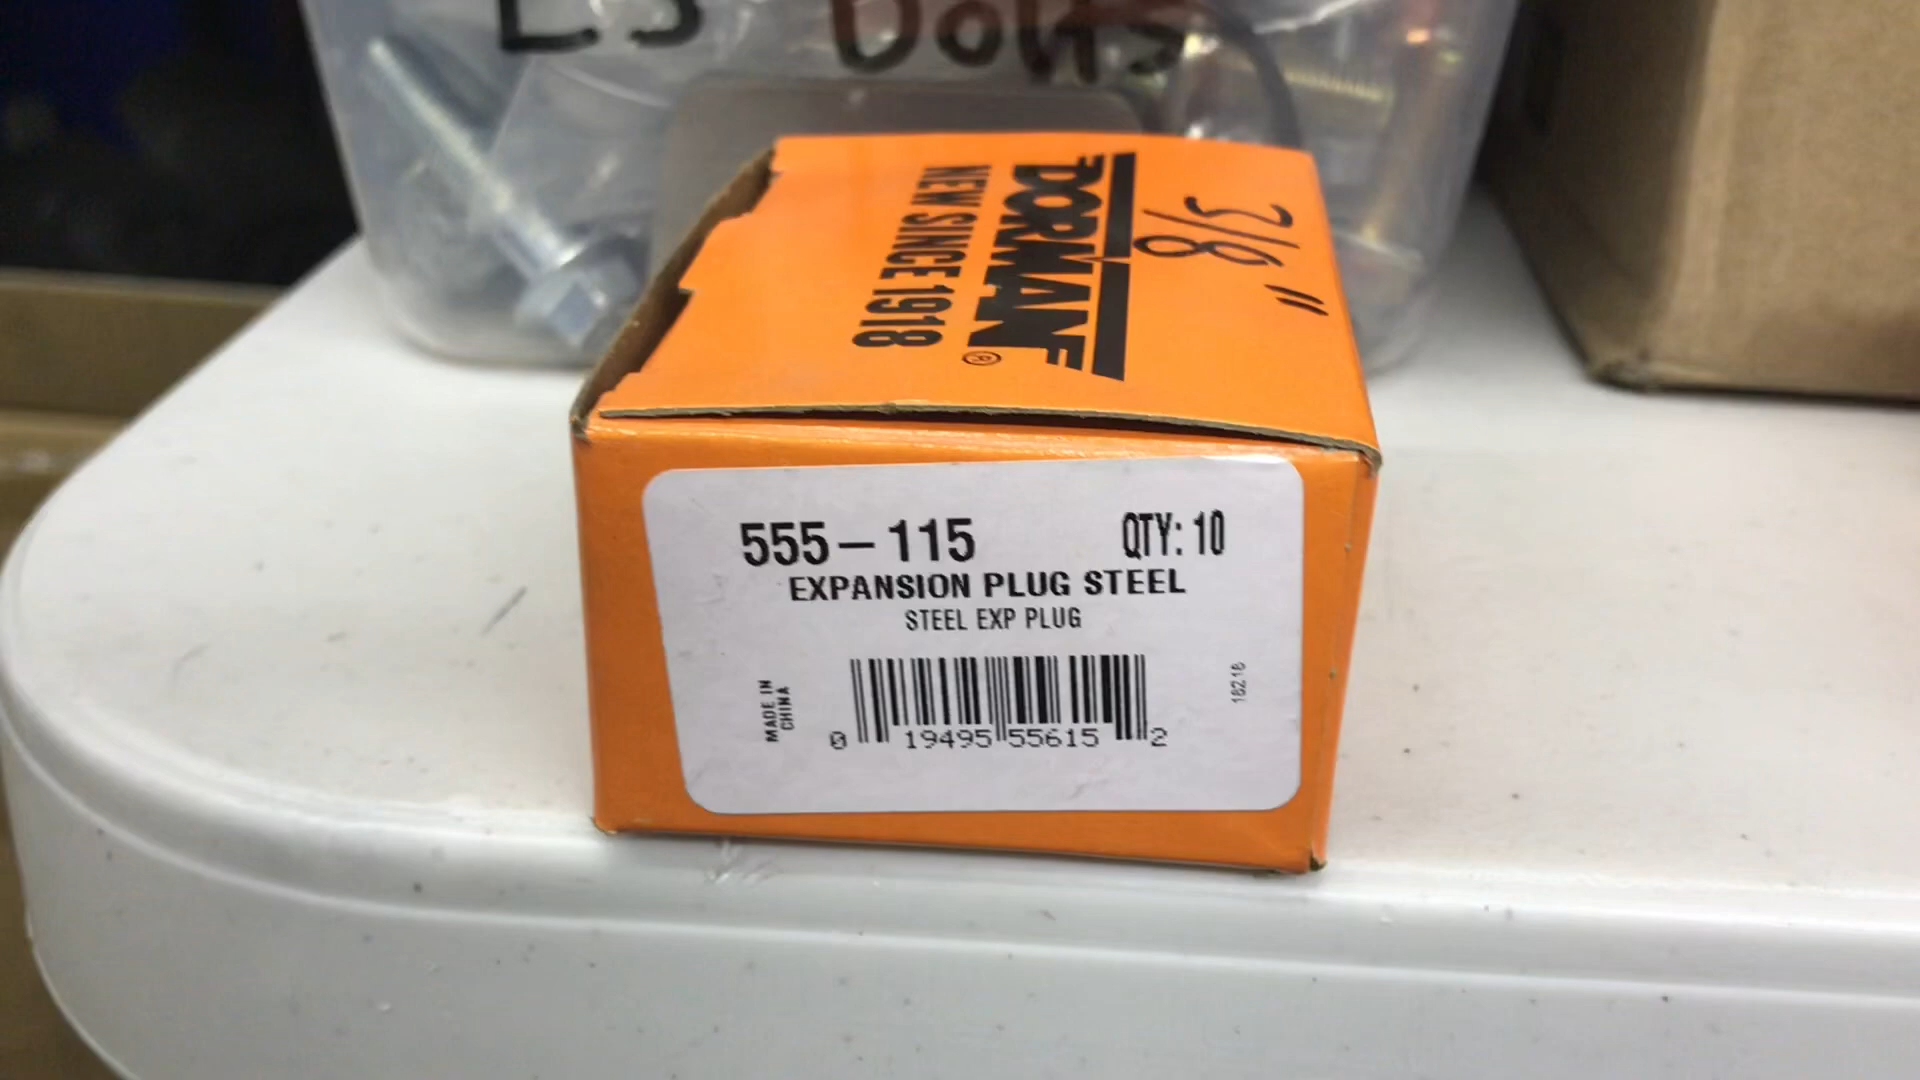 Bolts
3/8"
DORMAN®
NEW SINCE 1918
555-115 QTY: 10
EXPANSION PLUG STEEL
STEEL EXP PLUG
MADE IN
CHINA
0 19495 55615 2
18216